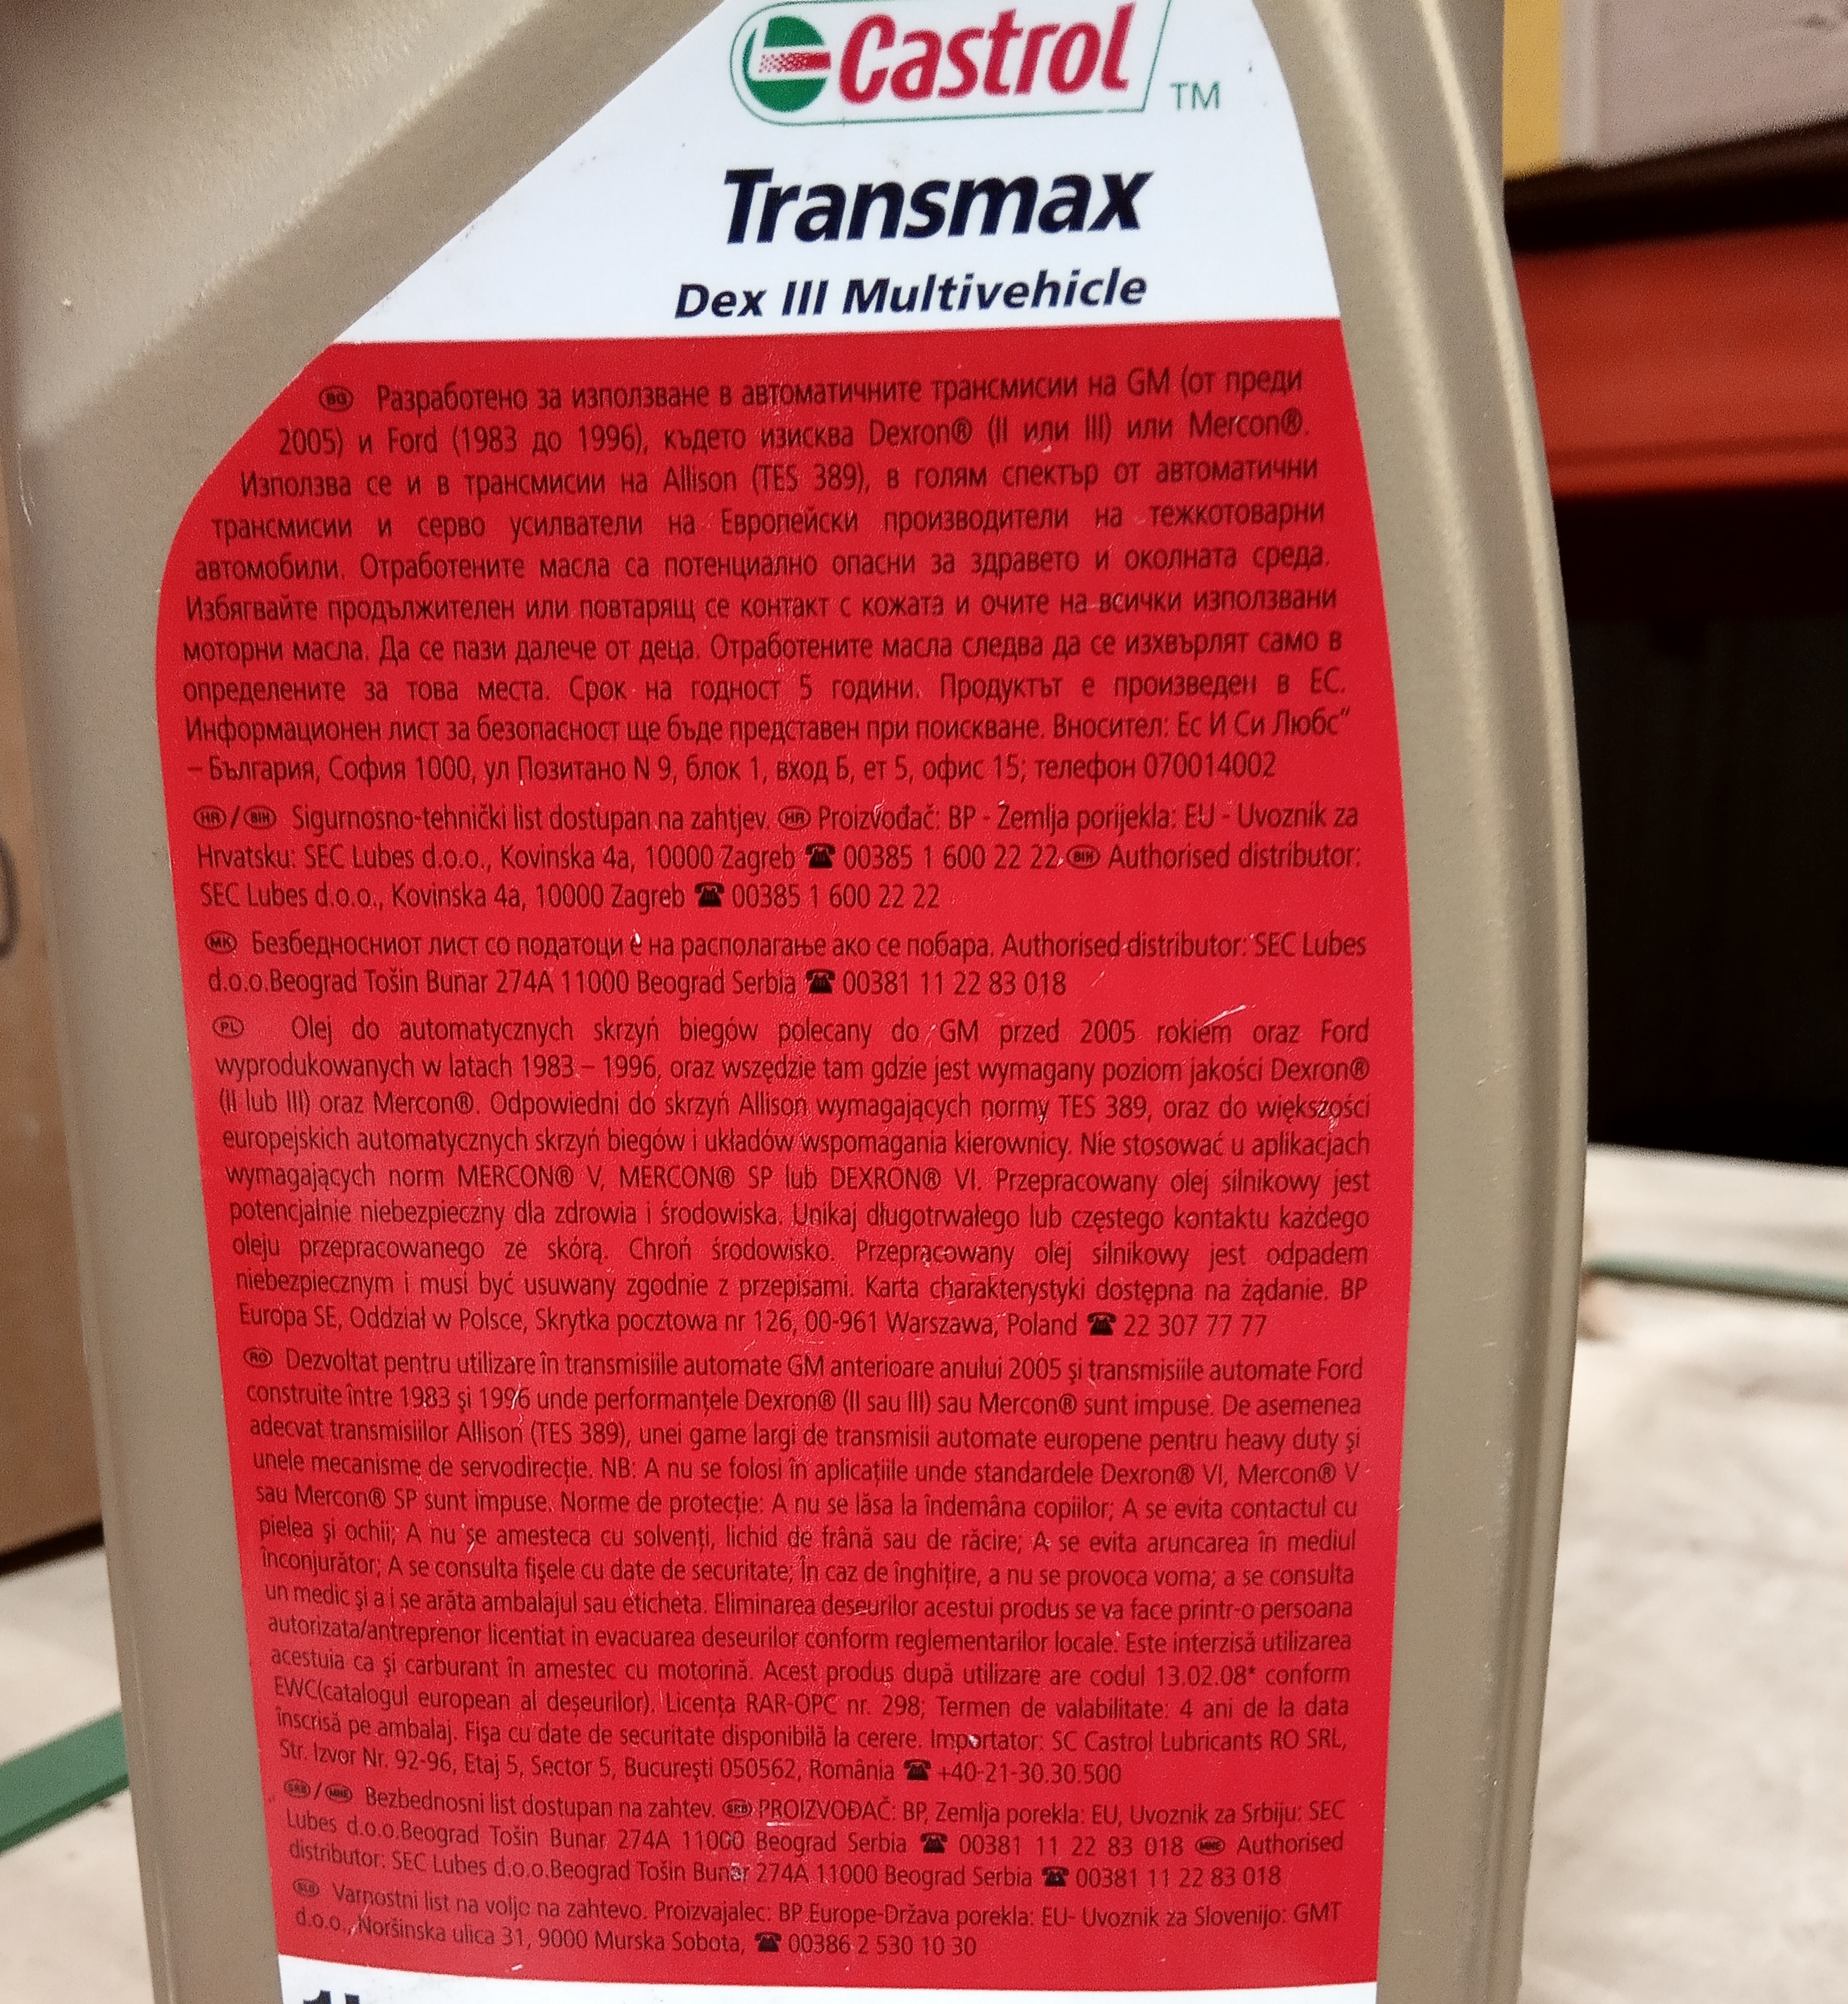 Castrol
TM
Transmax
Dex III Multivehicle
BG Разработено за използване в автоматичните трансмисии на GM (от преди
2005) и Ford (1983 до 1996), където изисква Dexron® (II или III) или Mercon®.
Използва се и в трансмисии на Allison (TES 389), в голям спектър от автоматични
трансмисии и серво усилватели на Европейски производители на тежкотоварни
автомобили. Отработените масла са потенциално опасни за здравето и околната среда.
Избягвайте продължителен или повтарящ се контакт с кожата и очите на всички използвани
моторни масла. Да се пази далече от деца. Отработените масла следва да се изхвърлят само в
определените за това места. Срок на годност 5 години. Продуктът е произведен в ЕС.
Информационен лист за безопасност ще бъде представен при поискване. Вносител: Ес И Си Любс“
– България, София 1000, ул Позитано N 9, блок 1, вход Б, ет 5, офис 15; телефон 070014002
HR / BIH Sigurnosno-tehnički list dostupan na zahtjev. HR Proizvođač: BP - Zemlja porijekla: EU - Uvoznik za
Hrvatsku: SEC Lubes d.o.o., Kovinska 4a, 10000 Zagreb ☎ 00385 1 600 22 22, BIH Authorised distributor:
SEC Lubes d.o.o., Kovinska 4a, 10000 Zagreb ☎ 00385 1 600 22 22
MK Безбедносниот лист со податоци е на располагање ако се побара. Authorised distributor: SEC Lubes
d.o.o.Beograd Tošin Bunar 274A 11000 Beograd Serbia ☎ 00381 11 22 83 018
PL Olej do automatycznych skrzyń biegów polecany do GM przed 2005 rokiem oraz Ford
wyprodukowanych w latach 1983 – 1996, oraz wszędzie tam gdzie jest wymagany poziom jakości Dexron®
(II lub III) oraz Mercon®. Odpowiedni do skrzyń Allison wymagających normy TES 389, oraz do większości
europejskich automatycznych skrzyń biegów i układów wspomagania kierownicy. Nie stosować u aplikacjach
wymagających norm MERCON® V, MERCON® SP lub DEXRON® VI. Przepracowany olej silnikowy jest
potencjalnie niebezpieczny dla zdrowia i środowiska. Unikaj długotrwałego lub częstego kontaktu każdego
oleju przepracowanego ze skórą. Chroń środowisko. Przepracowany olej silnikowy jest odpadem
niebezpiecznym i musi być usuwany zgodnie z przepisami. Karta charakterystyki dostępna na żądanie. BP
Europa SE, Oddział w Polsce, Skrytka pocztowa nr 126, 00-961 Warszawa, Poland ☎ 22 307 77 77
RO Dezvoltat pentru utilizare în transmisiile automate GM anterioare anului 2005 şi transmisiile automate Ford
construite între 1983 şi 1996 unde performanţele Dexron® (II sau III) sau Mercon® sunt impuse. De asemenea
adecvat transmisiilor Allison (TES 389), unei game largi de transmisii automate europene pentru heavy duty şi
unele mecanisme de servodirecţie. NB: A nu se folosi în aplicaţiile unde standardele Dexron® VI, Mercon® V
sau Mercon® SP sunt impuse. Norme de protecţie: A nu se lăsa la îndemâna copiilor; A se evita contactul cu
pielea şi ochii; A nu se amesteca cu solvenţi, lichid de frână sau de răcire; A se evita aruncarea în mediul
înconjurător; A se consulta fişele cu date de securitate; În caz de înghiţire, a nu se provoca voma; a se consulta
un medic şi a i se arăta ambalajul sau eticheta. Eliminarea deseurilor acestui produs se va face printr-o persoana
autorizata/antreprenor licentiat in evacuarea deseurilor conform reglementarilor locale. Este interzisă utilizarea
acestuia ca şi carburant în amestec cu motorină. Acest produs după utilizare are codul 13.02.08* conform
EWC(catalogul european al deşeurilor). Licenţa RAR-OPC nr. 298; Termen de valabilitate: 4 ani de la data
înscrisă pe ambalaj. Fişa cu date de securitate disponibilă la cerere. Importator: SC Castrol Lubricants RO SRL,
Str. Izvor Nr. 92-96, Etaj 5, Sector 5, Bucureşti 050562, România ☎ +40-21-30.30.500
SRB / MNE Bezbednosni list dostupan na zahtev. SRB PROIZVOĐAČ: BP, Zemlja porekla: EU, Uvoznik za Srbiju: SEC
Lubes d.o.o.Beograd Tošin Bunar 274A 11000 Beograd Serbia ☎ 00381 11 22 83 018 MNE Authorised
distributor: SEC Lubes d.o.o.Beograd Tošin Bunar 274A 11000 Beograd Serbia ☎ 00381 11 22 83 018
SLO Varnostni list na voljo na zahtevo. Proizvajalec: BP Europe-Država porekla: EU- Uvoznik za Slovenijo: GMT
d.o.o., Noršinska ulica 31, 9000 Murska Sobota, ☎ 00386 2 530 10 30